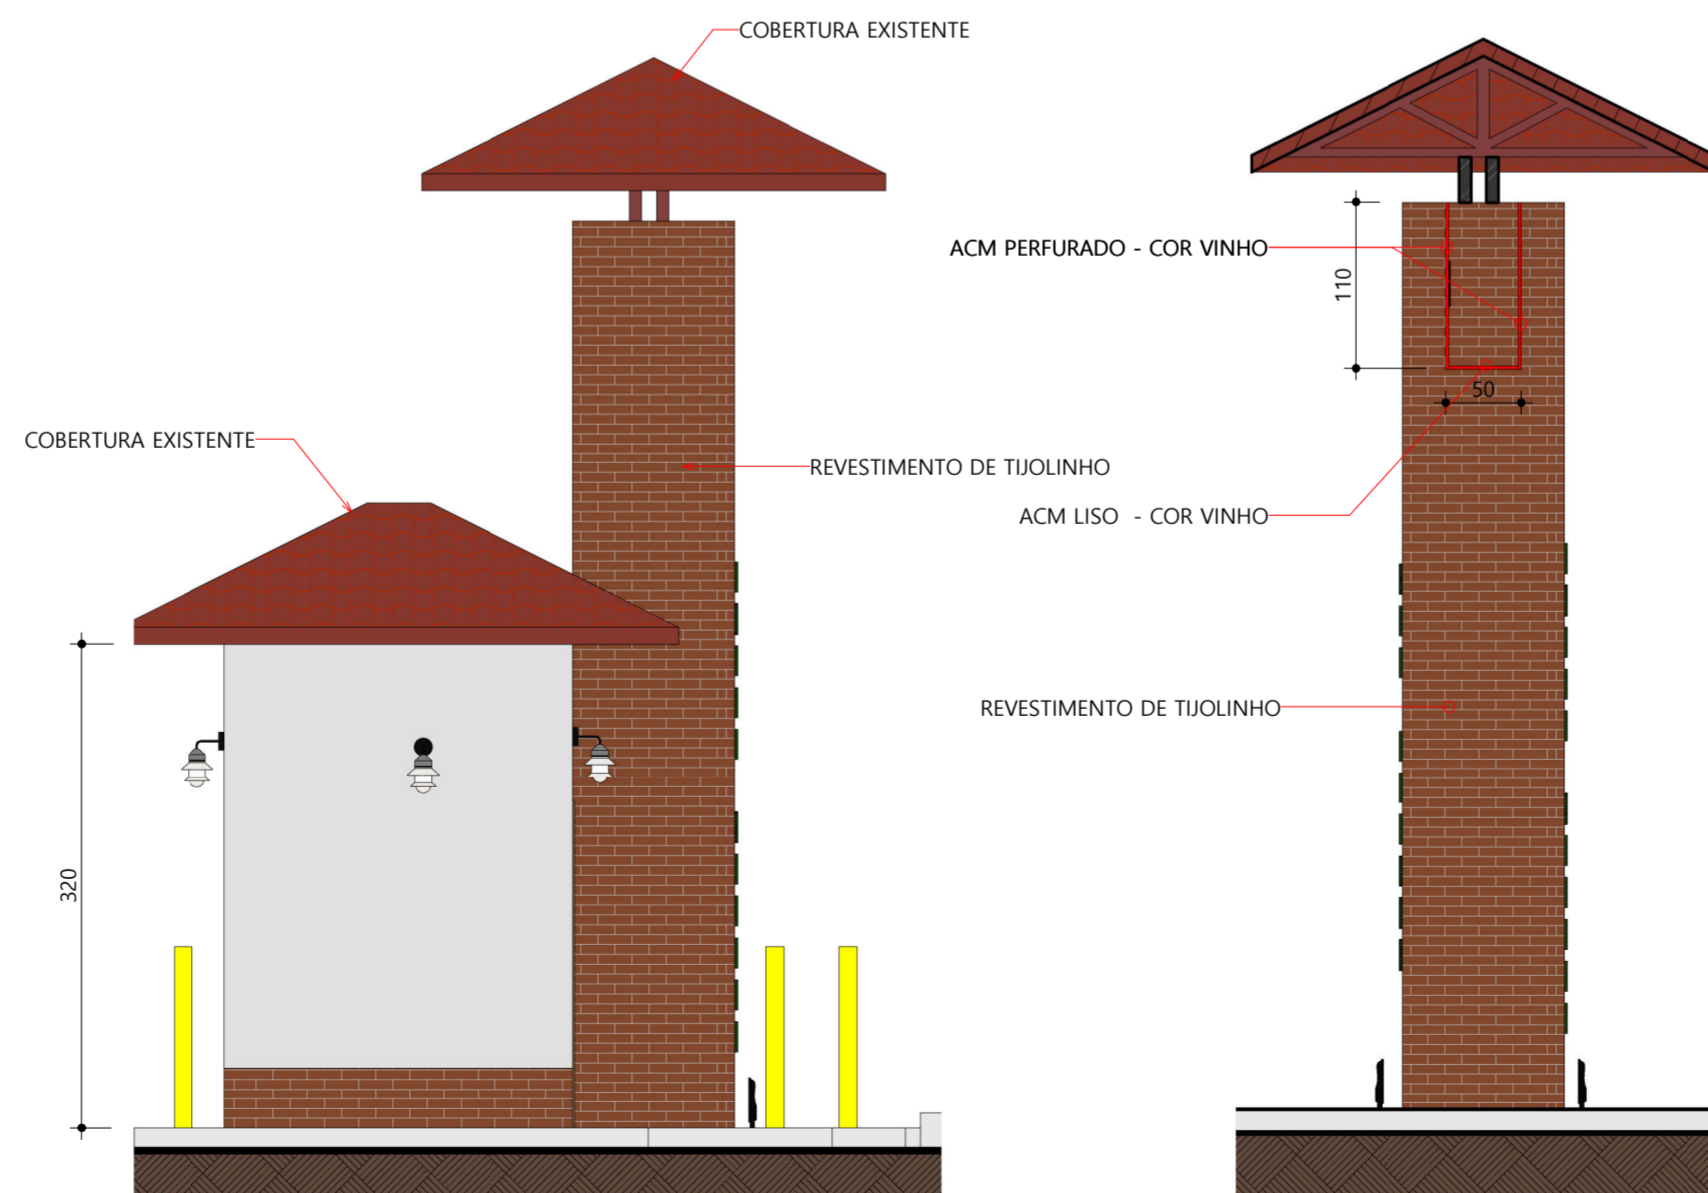 COBERTURA EXISTENTE
ACM PERFURADO - COR VINHO
110
50
COBERTURA EXISTENTE
REVESTIMENTO DE TIJOLINHO
ACM LISO - COR VINHO
REVESTIMENTO DE TIJOLINHO
320